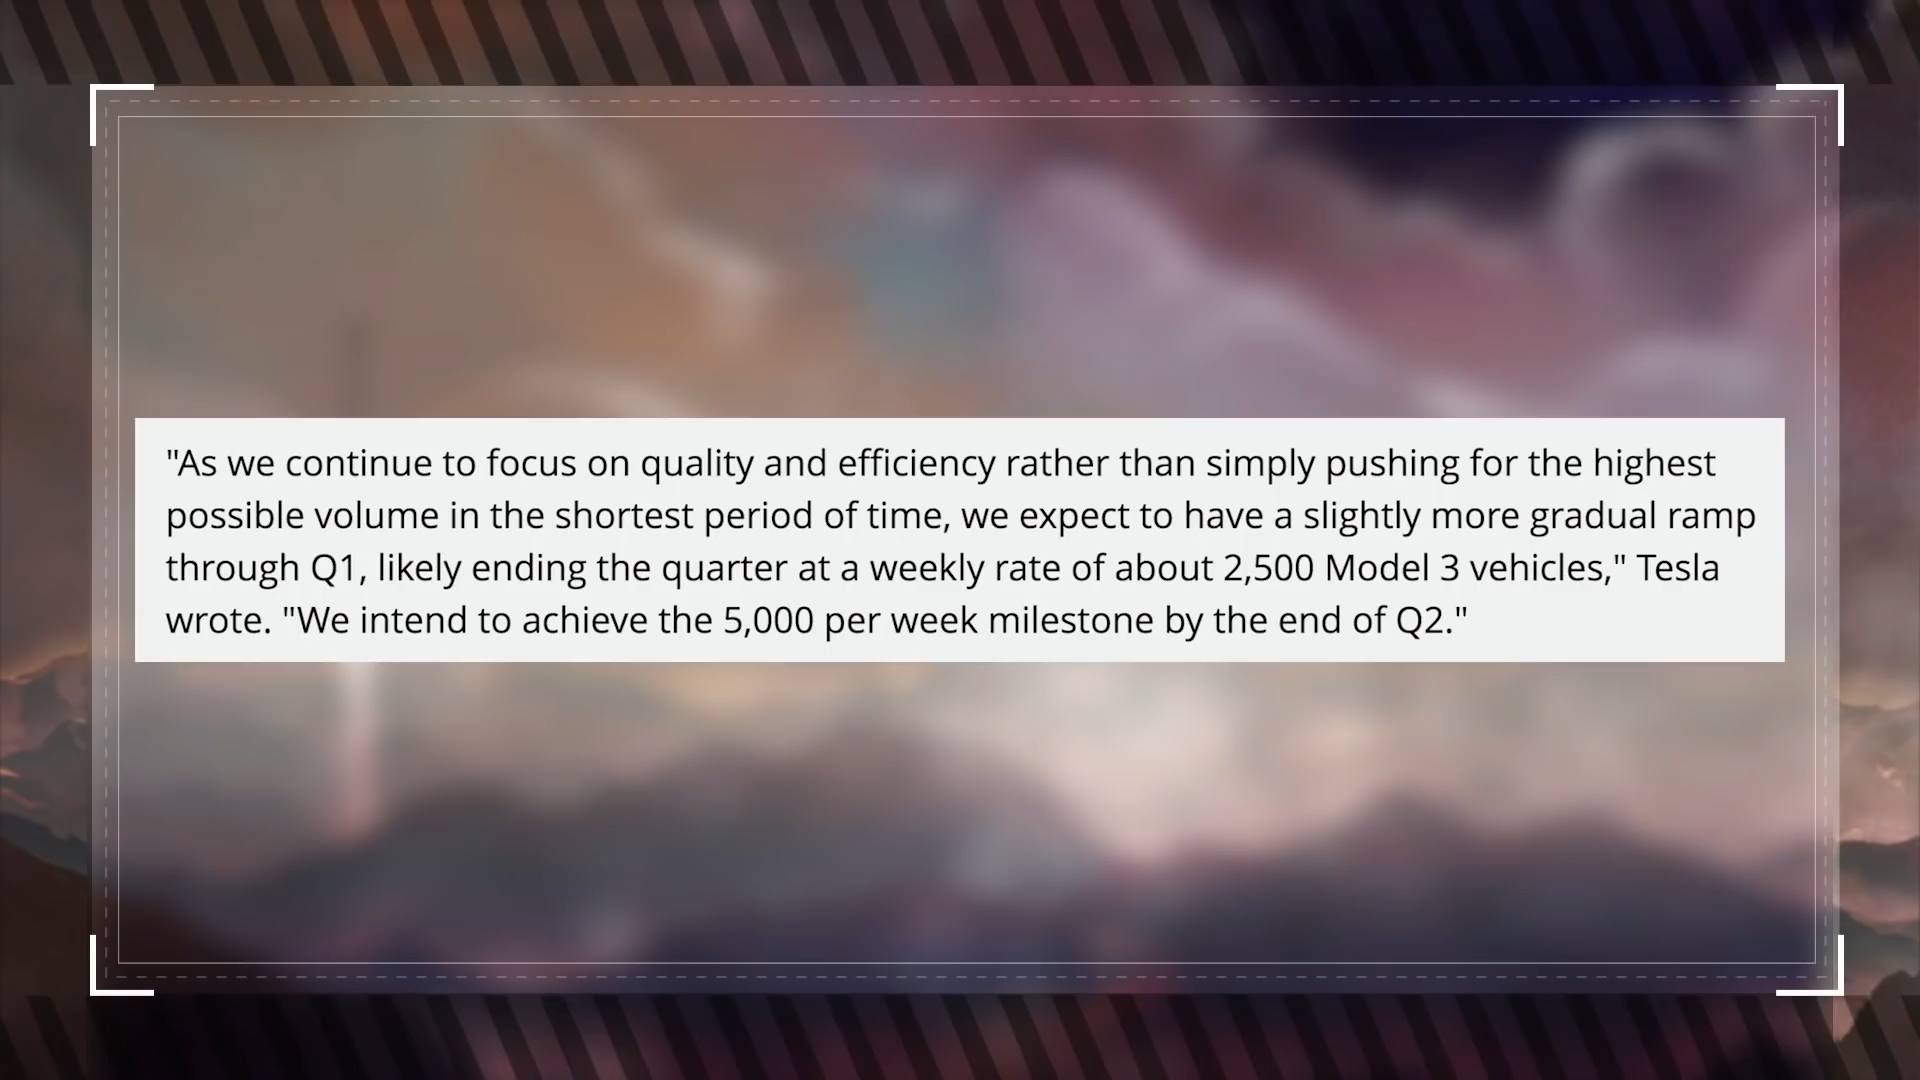 "As we continue to focus on quality and efficiency rather than simply pushing for the highest
possible volume in the shortest period of time, we expect to have a slightly more gradual ramp
through Q1, likely ending the quarter at a weekly rate of about 2,500 Model 3 vehicles," Tesla
wrote. "We intend to achieve the 5,000 per week milestone by the end of Q2."